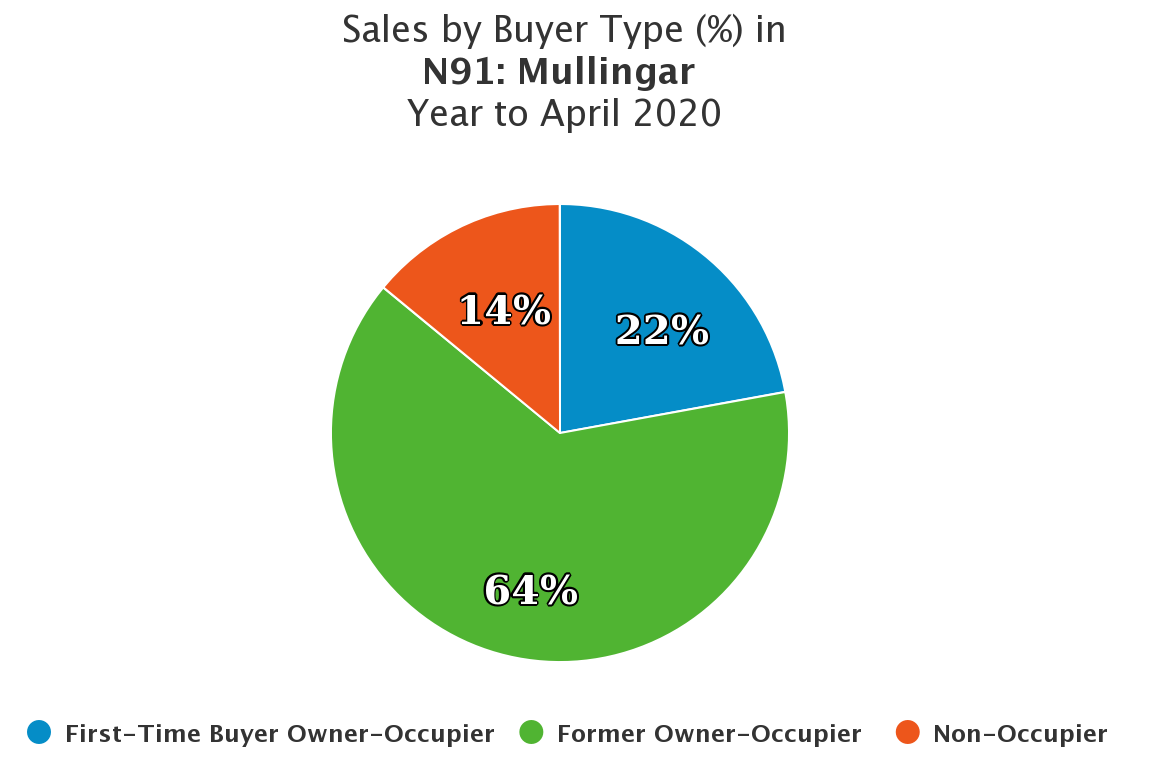 Sales by Buyer Type (%) in
N91: Mullingar
Year to April 2020
14%
22%
64%
First-Time Buyer Owner-Occupier
Former Owner-Occupier
Non-Occupier